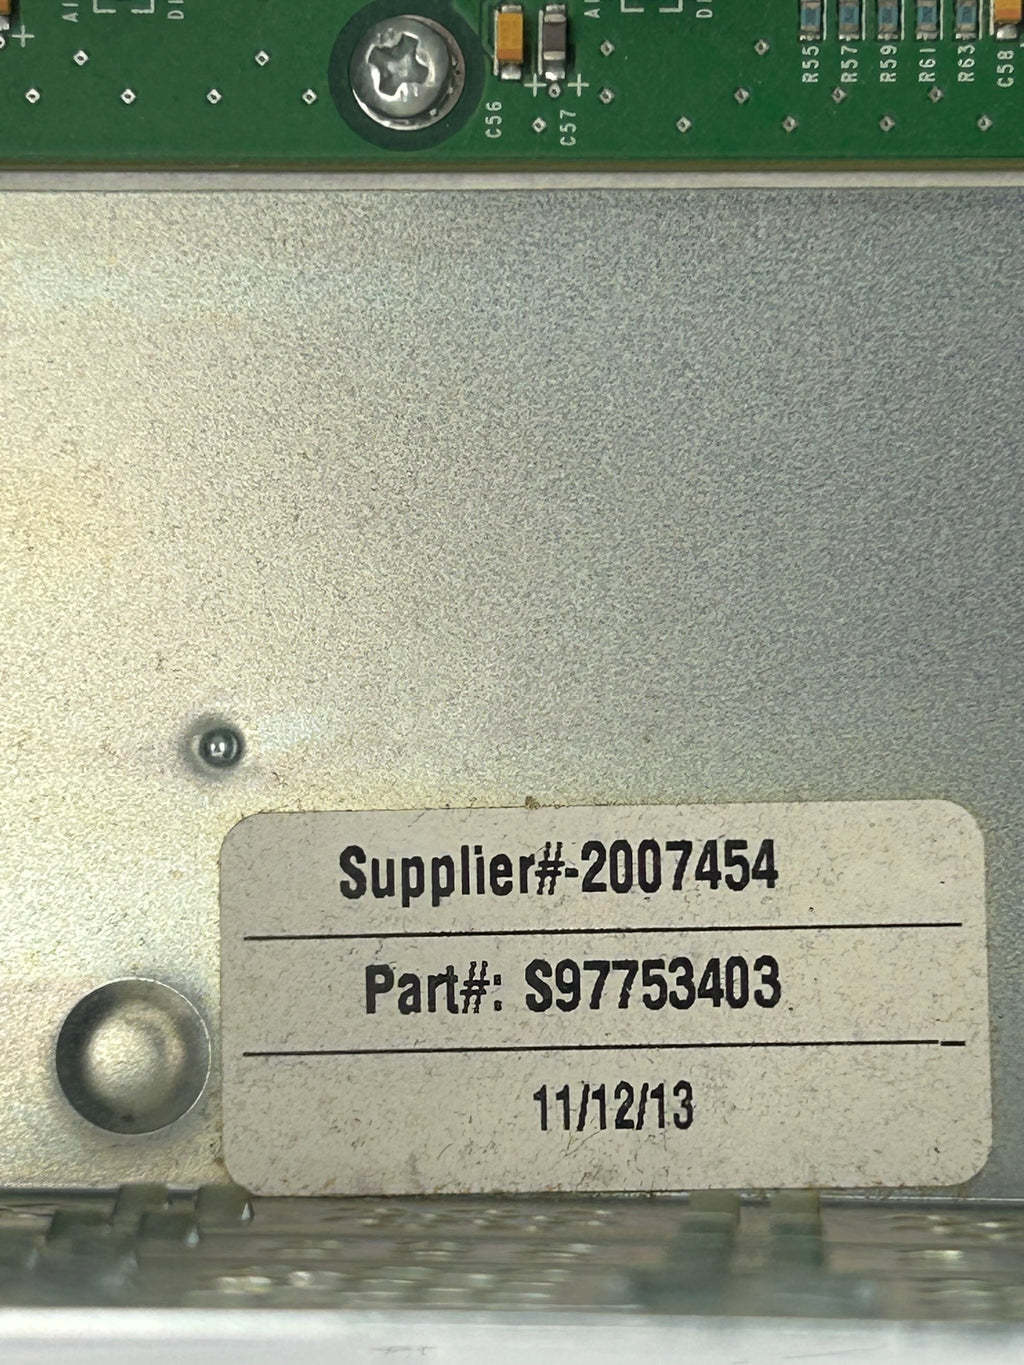 C56
C57
R55
R57
R59
R61
R63
C58
Supplier#-2007454
Part#: S97753403
11/12/13